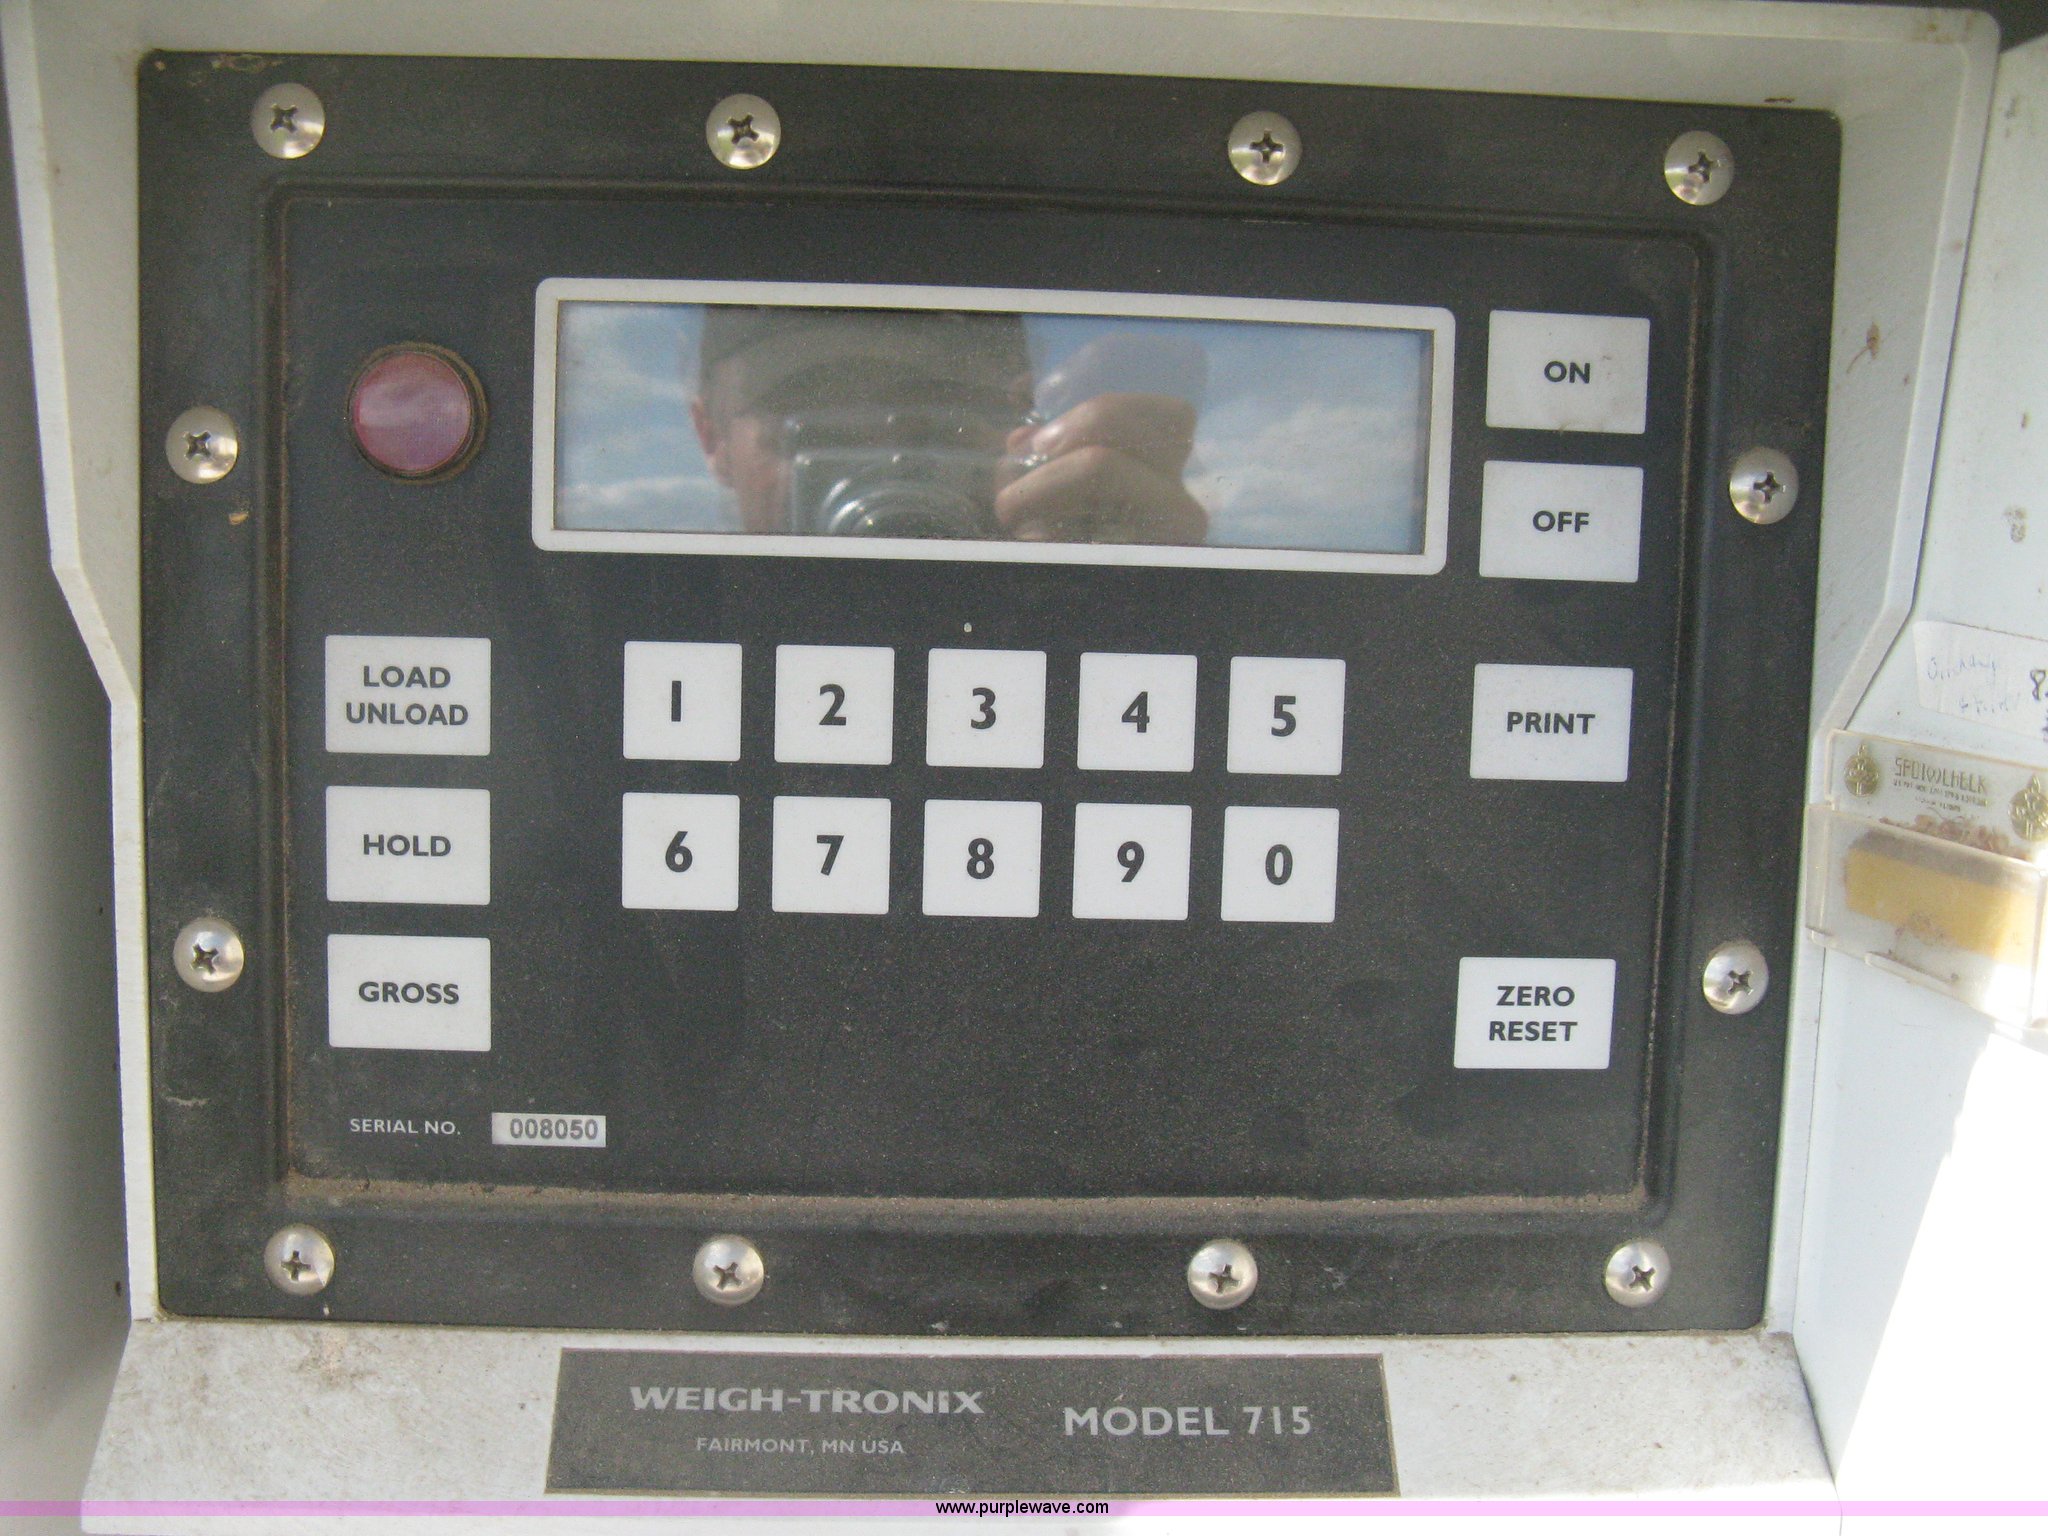 ON
OFF
LOAD
UNLOAD
1 2 3 4 5
PRINT
HOLD
6 7 8 9 0
GROSS
ZERO
RESET
SERIAL NO. 008050
WEIGH-TRONIX
FAIRMONT, MN USA
MODEL 715
www.purplewave.com